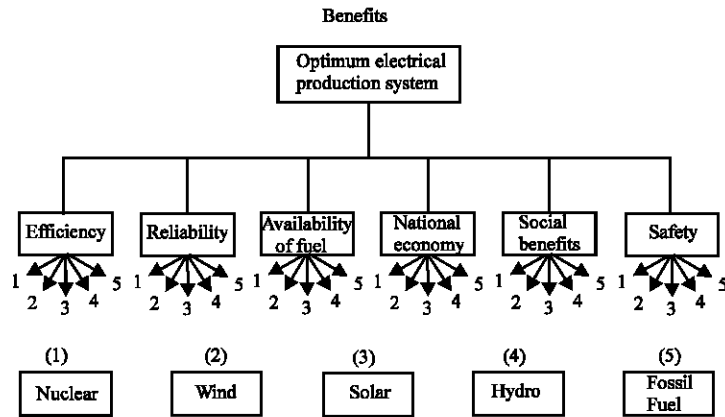 Benefits
Optimum electrical
production system
Efficiency
Reliability
Availability
of fuel
National
economy
Social
benefits
Safety
1 2 3 4 5
1 2 3 4 5
1 2 3 4 5
1 2 3 4 5
1 2 3 4 5
1 2 3 4 5
(1)
Nuclear
(2)
Wind
(3)
Solar
(4)
Hydro
(5)
Fossil
Fuel